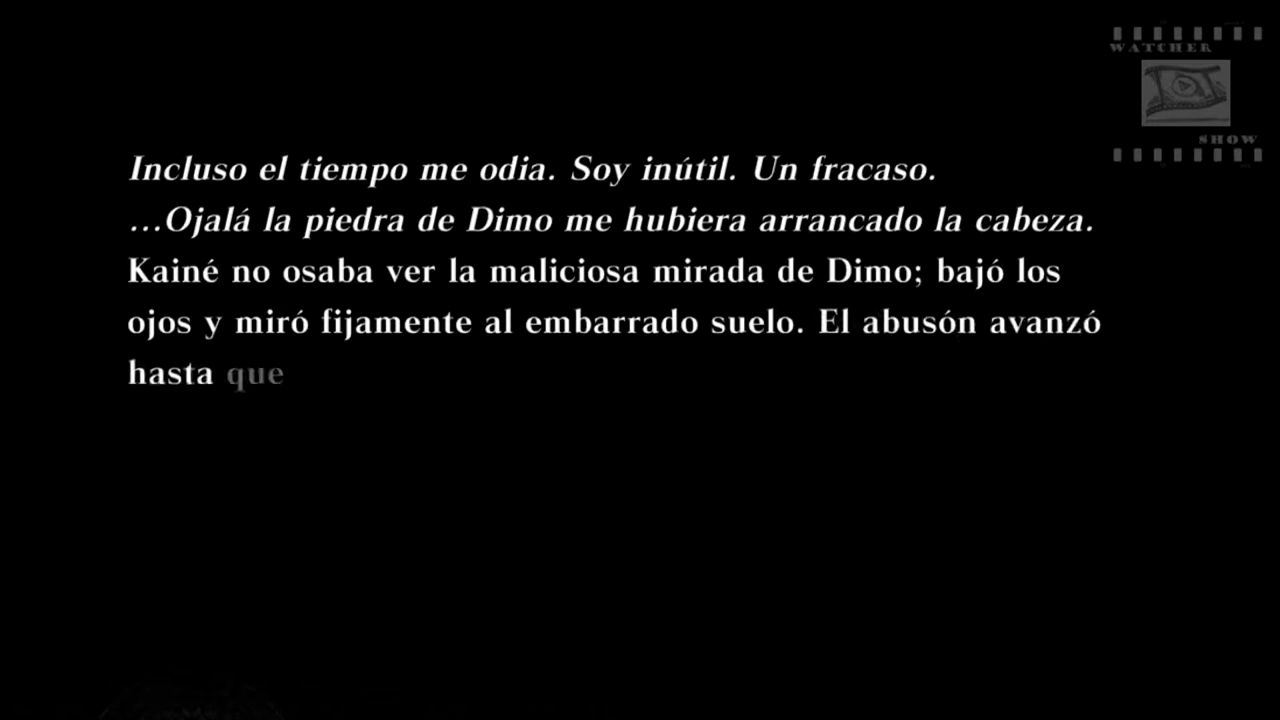 WATCHER
SHOW
Incluso el tiempo me odia. Soy inútil. Un fracaso.
...Ojalá la piedra de Dimo me hubiera arrancado la cabeza.
Kainé no osaba ver la maliciosa mirada de Dimo; bajó los
ojos y miró fijamente al embarrado suelo. El abusón avanzó
hasta que